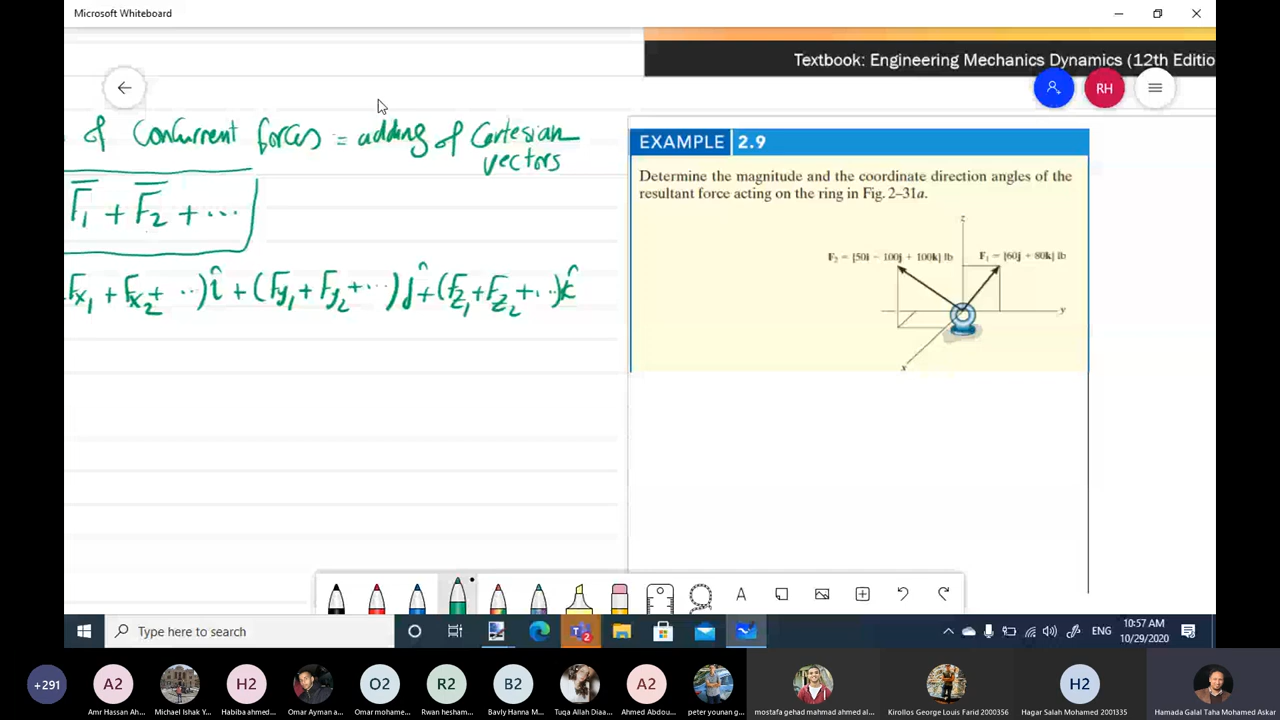 Microsoft Whiteboard
Textbook: Engineering Mechanics Dynamics (12th Editio
RH
of Concurrent forces = adding of Cartesian
vectors
F̅₁ + F̅₂ + ...
Fx₁ + Fx₂ + ...) î + (Fy₁ + Fy₂ + ...) ĵ + (Fz₁ + Fz₂ + ...) k̂
EXAMPLE 2.9
Determine the magnitude and the coordinate direction angles of the
resultant force acting on the ring in Fig. 2–31a.
z
F₂ = {50i − 100j + 100k} lb
F₁ = {60j + 80k} lb
y
x
A
Type here to search
2
ENG
10:57 AM
10/29/2020
+291
A2
H2
O2
R2
B2
A2
H2
Amr Hassan Ah...
Michael Ishak Y...
Habiba ahmed...
Omar Ayman a...
Omar mohame...
Rwan hesham...
Bavly Hanna M...
Tuqa Allah Diaa...
Ahmed Abdou...
peter younan g...
mostafa gehad mahmad ahmed al...
Kirollos George Louis Farid 2000356
Hagar Salah Mohamed 2001335
Hamada Galal Taha Mohamed Askar